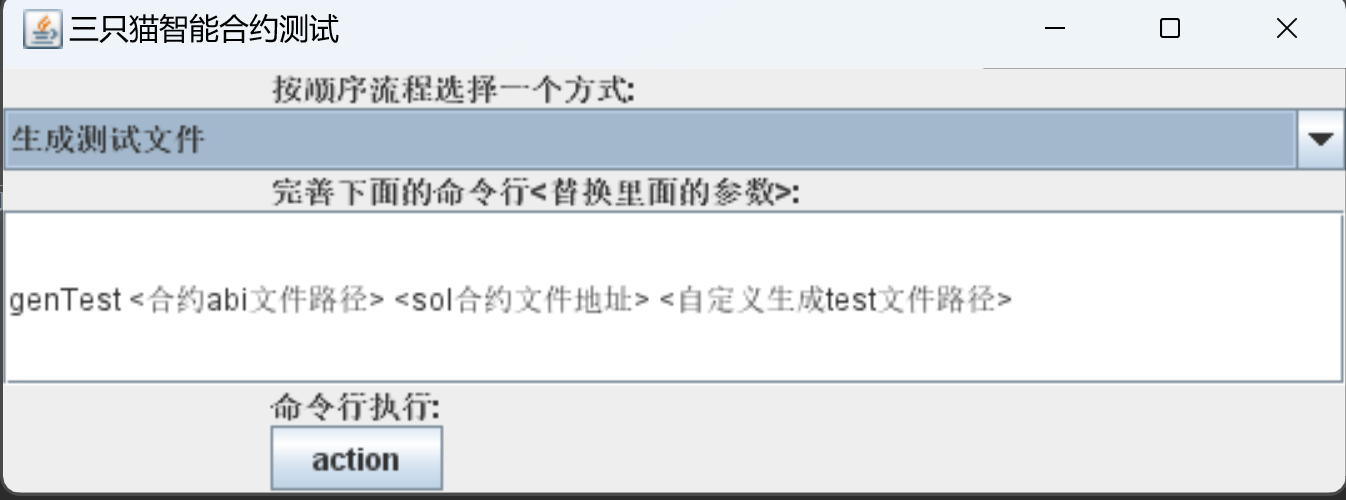 三只猫智能合约测试
按顺序流程选择一个方式:
生成测试文件
完善下面的命令行<替换里面的参数>:
genTest <合约abi文件路径> <sol合约文件地址> <自定义生成test文件路径>
命令行执行:
action